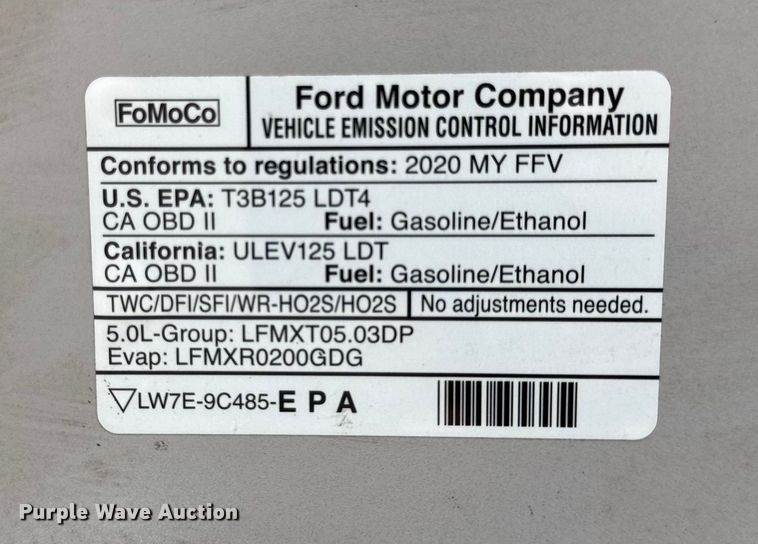 FoMoCo
Ford Motor Company
VEHICLE EMISSION CONTROL INFORMATION
Conforms to regulations: 2020 MY FFV
U.S. EPA: T3B125 LDT4
CA OBD II Fuel: Gasoline/Ethanol
California: ULEV125 LDT
CA OBD II Fuel: Gasoline/Ethanol
TWC/DFI/SFI/WR-HO2S/HO2S No adjustments needed.
5.0L-Group: LFMXT05.03DP
Evap: LFMXR0200GDG
LW7E-9C485-EPA
Purple Wave Auction